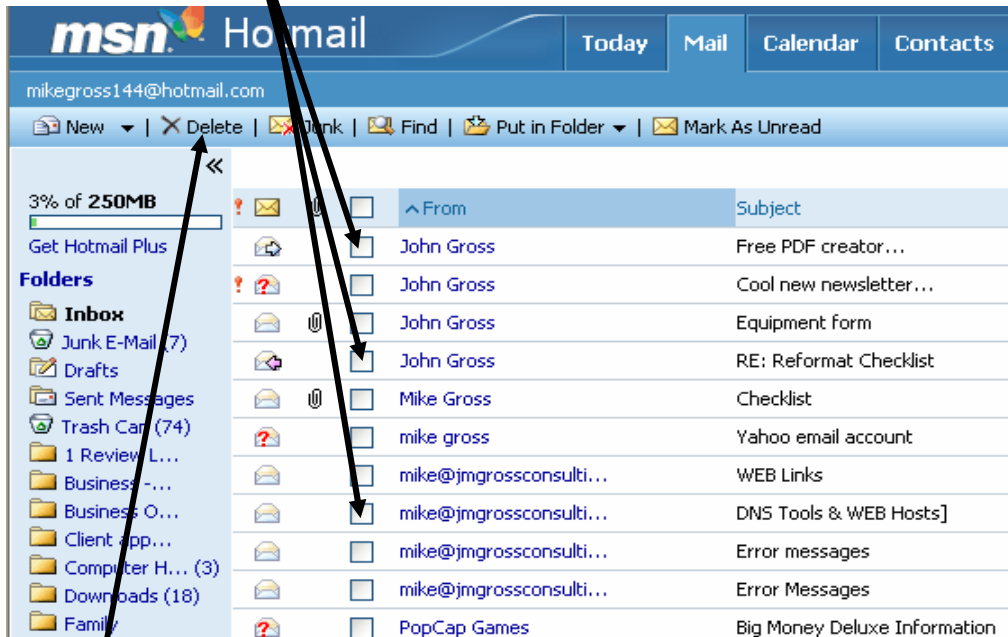 msn Hotmail
Today Mail Calendar Contacts
mikegross144@hotmail.com
New | Delete | Junk | Find | Put in Folder | Mark As Unread
«
3% of 250MB
Get Hotmail Plus
Folders
Inbox
Junk E-Mail (7)
Drafts
Sent Messages
Trash Can (74)
1 Review L...
Business -...
Business O...
Client app...
Computer H... (3)
Downloads (18)
Family
From Subject
John Gross Free PDF creator...
John Gross Cool new newsletter...
John Gross Equipment form
John Gross RE: Reformat Checklist
Mike Gross Checklist
mike gross Yahoo email account
mike@jmgrossconsulti... WEB Links
mike@jmgrossconsulti... DNS Tools & WEB Hosts]
mike@jmgrossconsulti... Error messages
mike@jmgrossconsulti... Error Messages
PopCap Games Big Money Deluxe Information